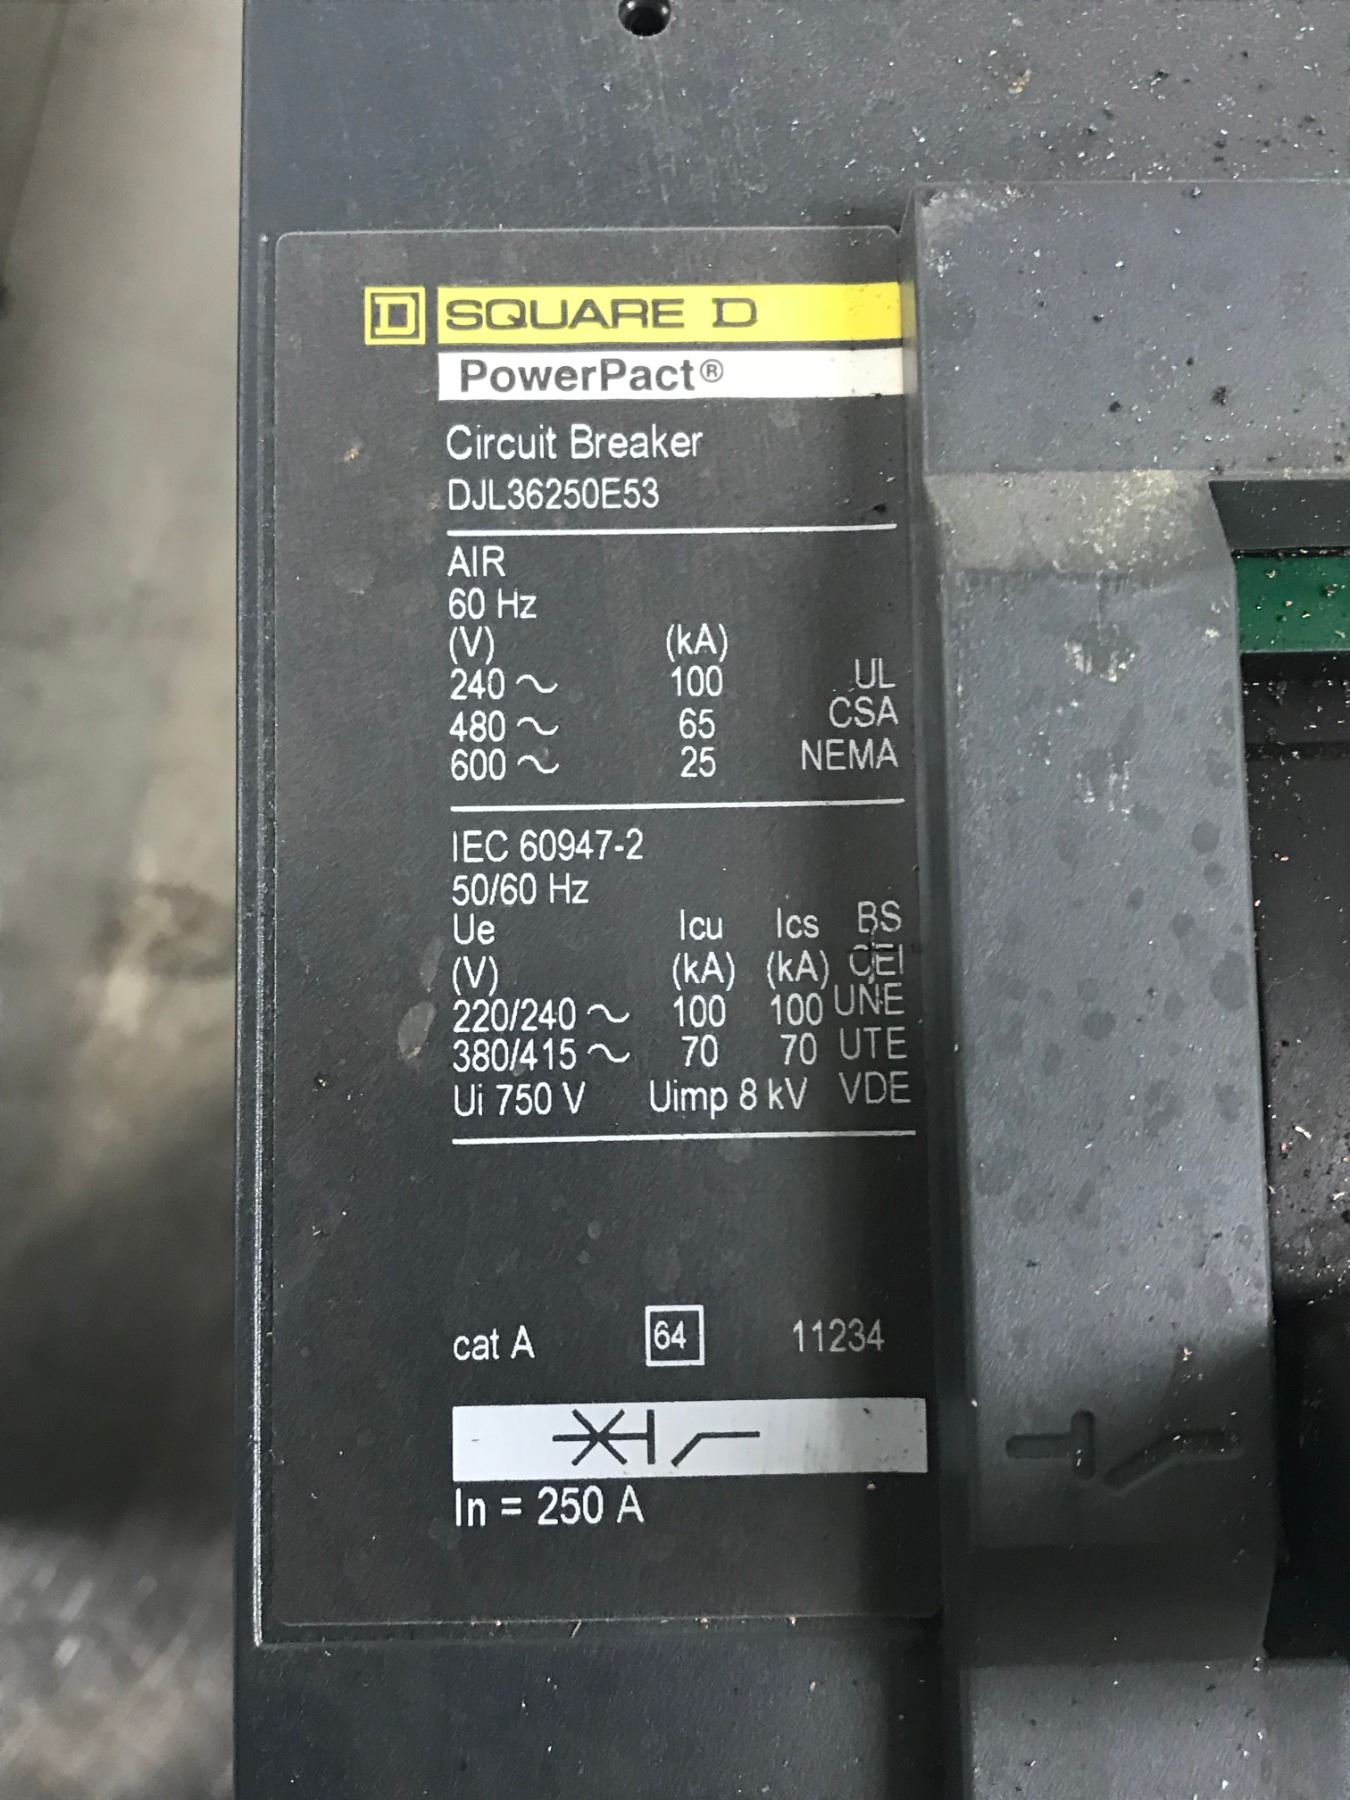 D SQUARE D
PowerPact®
Circuit Breaker
DJL36250E53
AIR
60 Hz
(V) (kA)
240 ~ 100 UL
480 ~ 65 CSA
600 ~ 25 NEMA
IEC 60947-2
50/60 Hz
Ue Icu Ics BS
(V) (kA) (kA) CEI
220/240 ~ 100 100 UNE
380/415 ~ 70 70 UTE
Ui 750 V Uimp 8 kV VDE
cat A 64 11234
In = 250 A